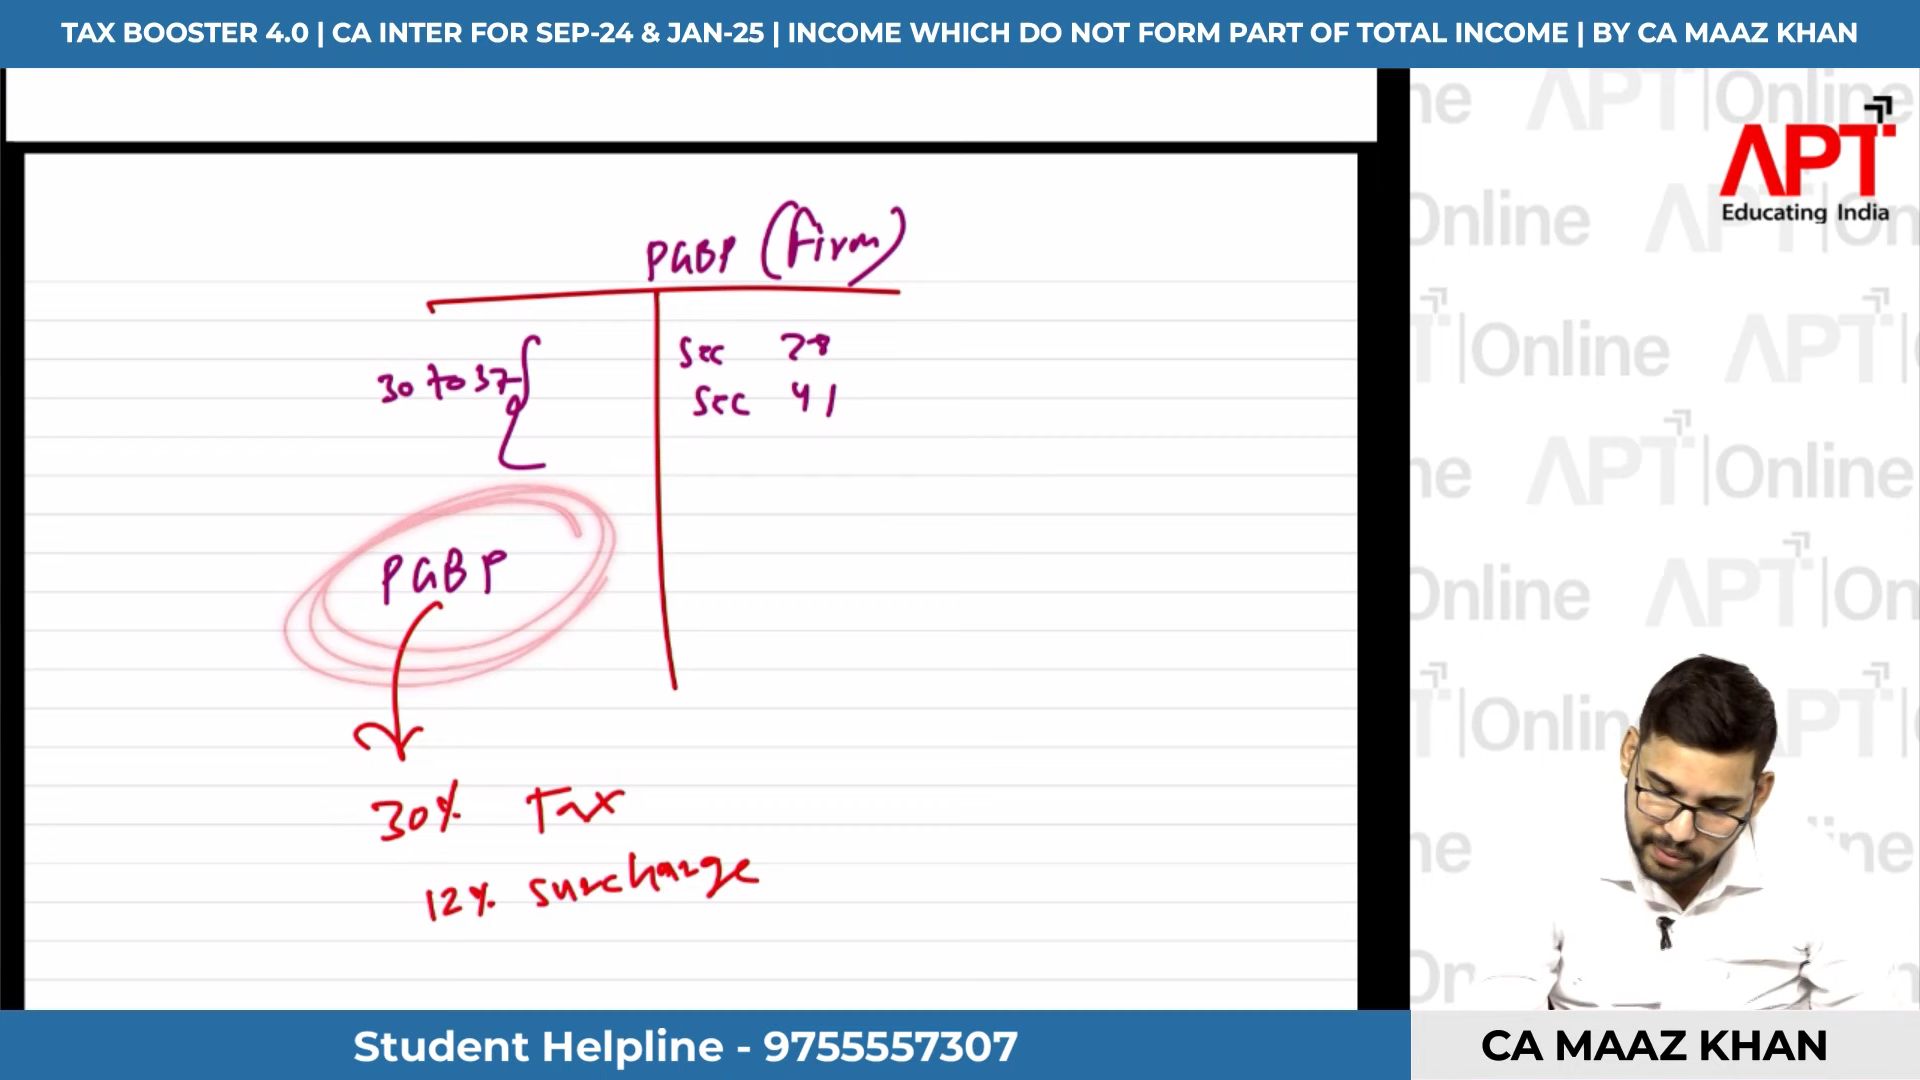 TAX BOOSTER 4.0 | CA INTER FOR SEP-24 & JAN-25 | INCOME WHICH DO NOT FORM PART OF TOTAL INCOME | BY CA MAAZ KHAN
APT
Educating India
PGBP (Firm)
Sec 28
30 to 37
Sec 41
PGBP
30% Tax
12% surcharge
APT|Online
APT|Online
Student Helpline - 9755557307
CA MAAZ KHAN